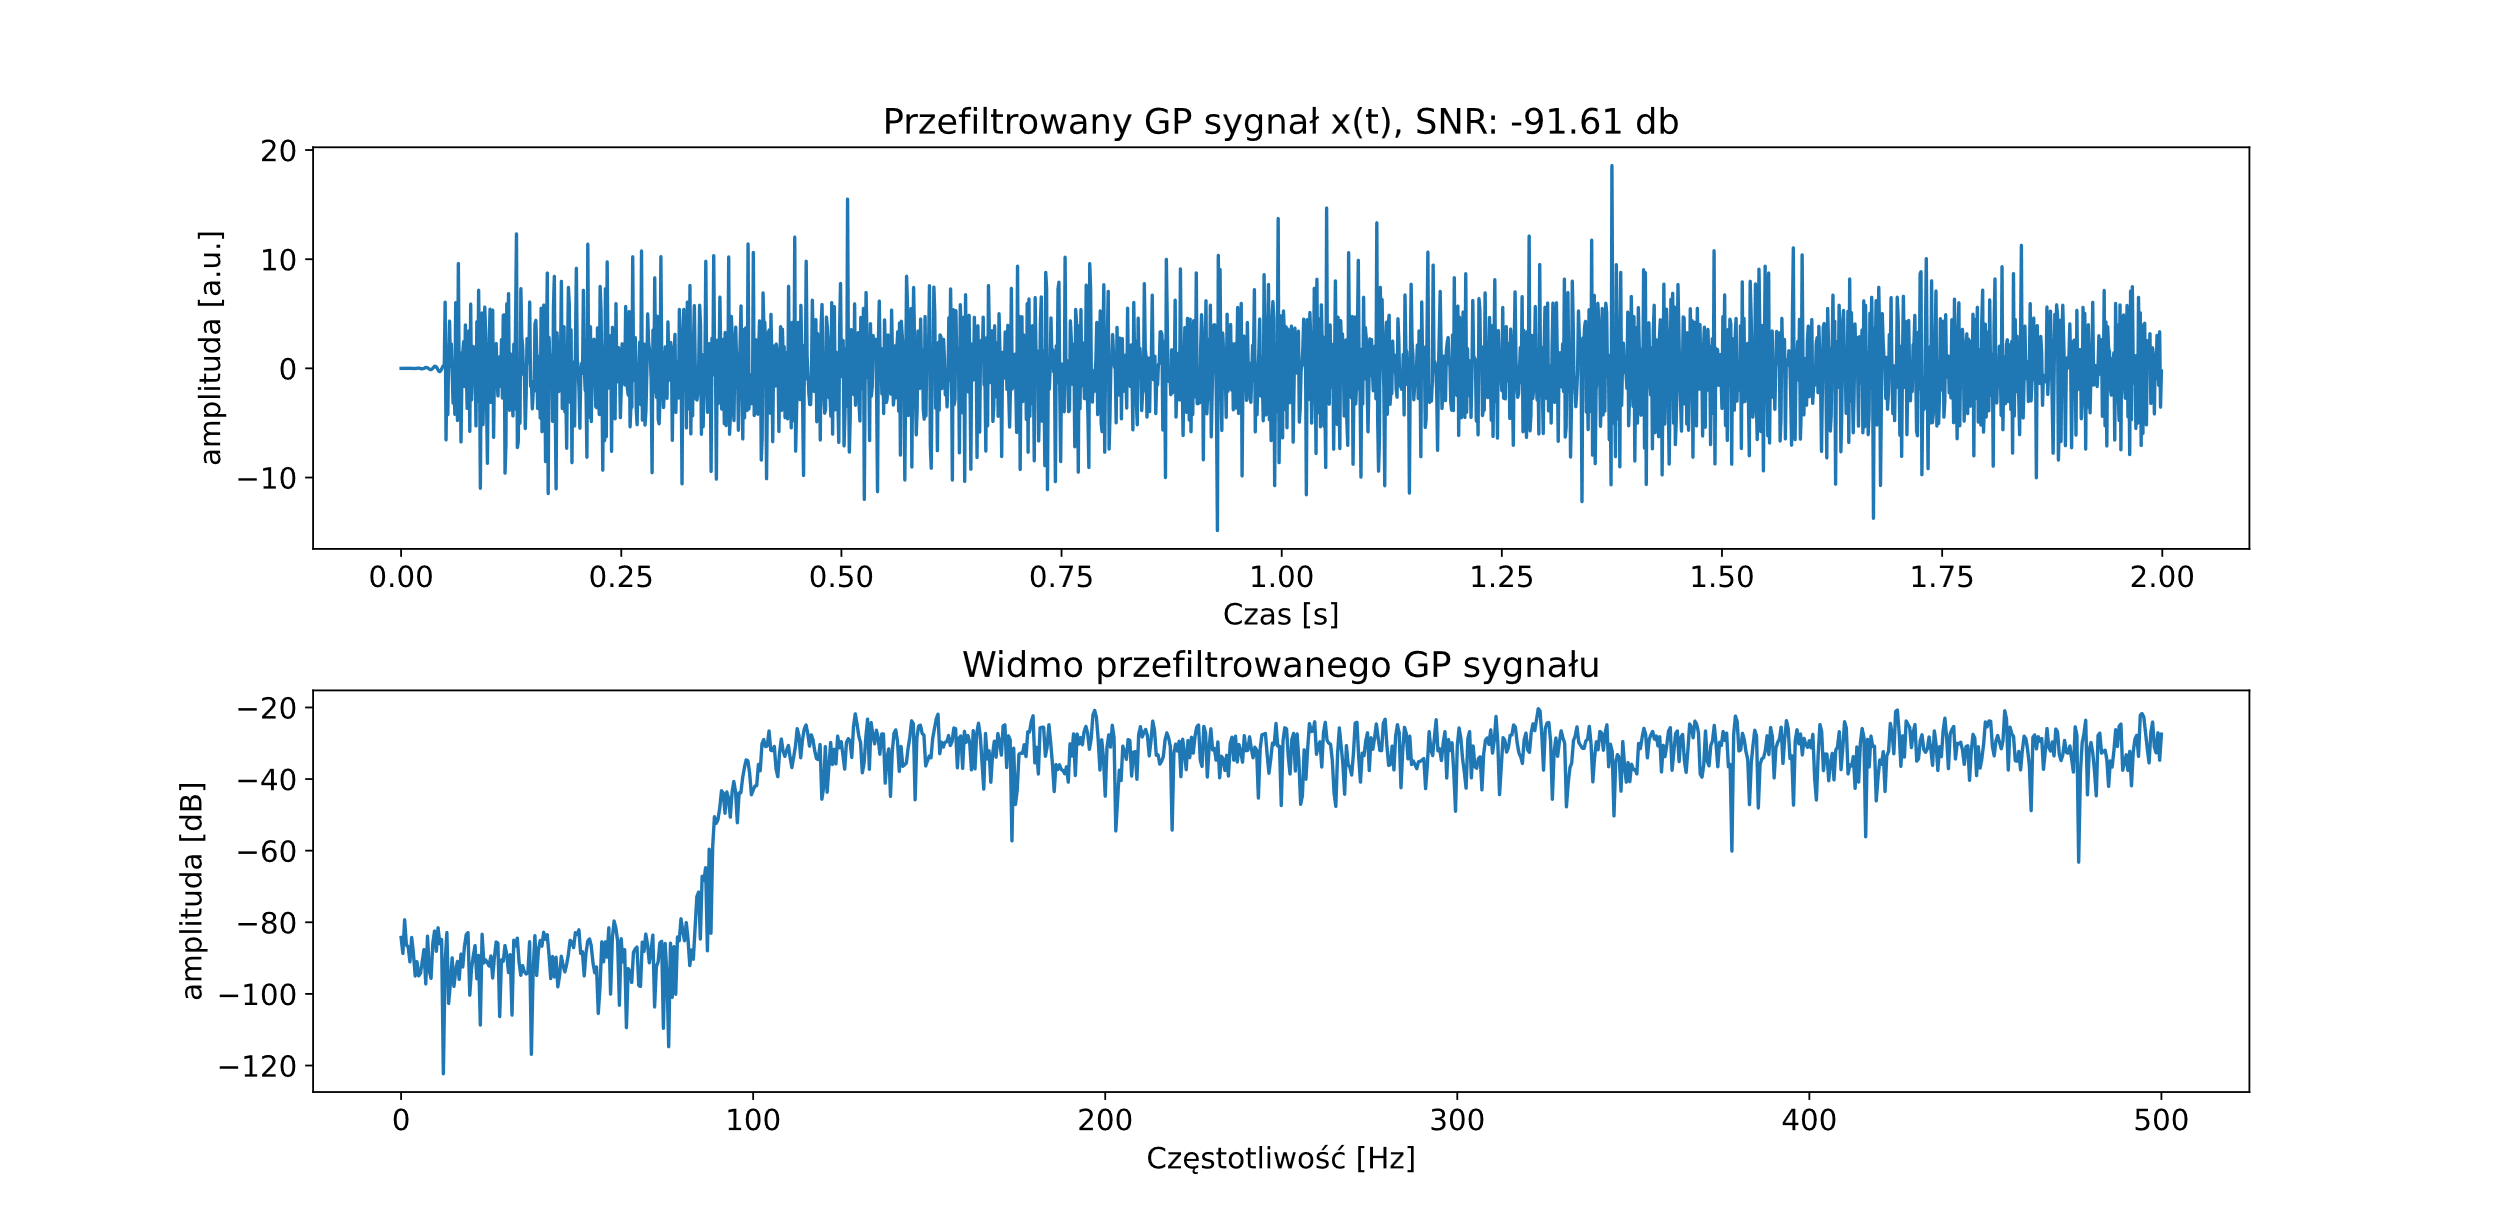 Przefiltrowany GP sygnał x(t), SNR: -91.61 db
amplituda [a.u.]
20
10
0
−10
0.00 0.25 0.50 0.75 1.00 1.25 1.50 1.75 2.00
Czas [s]
Widmo przefiltrowanego GP sygnału
amplituda [dB]
−20
−40
−60
−80
−100
−120
0 100 200 300 400 500
Częstotliwość [Hz]